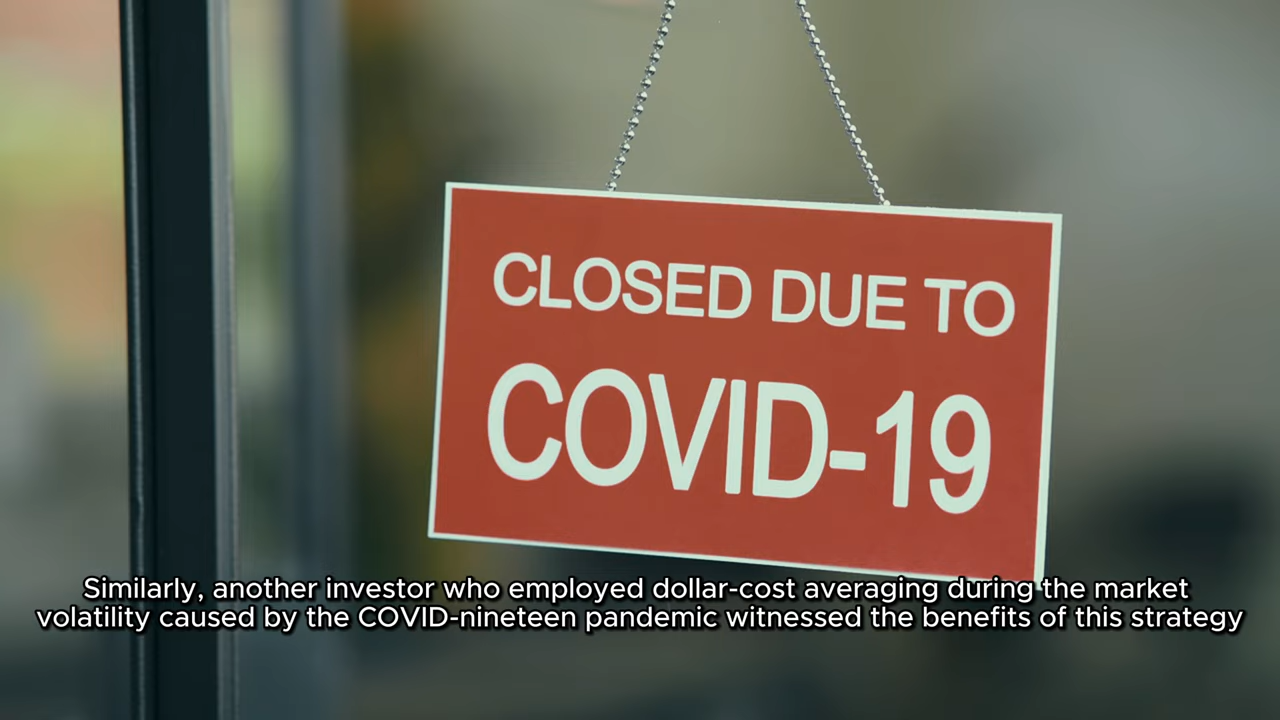 CLOSED DUE TO
COVID-19
Similarly, another investor who employed dollar-cost averaging during the market
volatility caused by the COVID-nineteen pandemic witnessed the benefits of this strategy